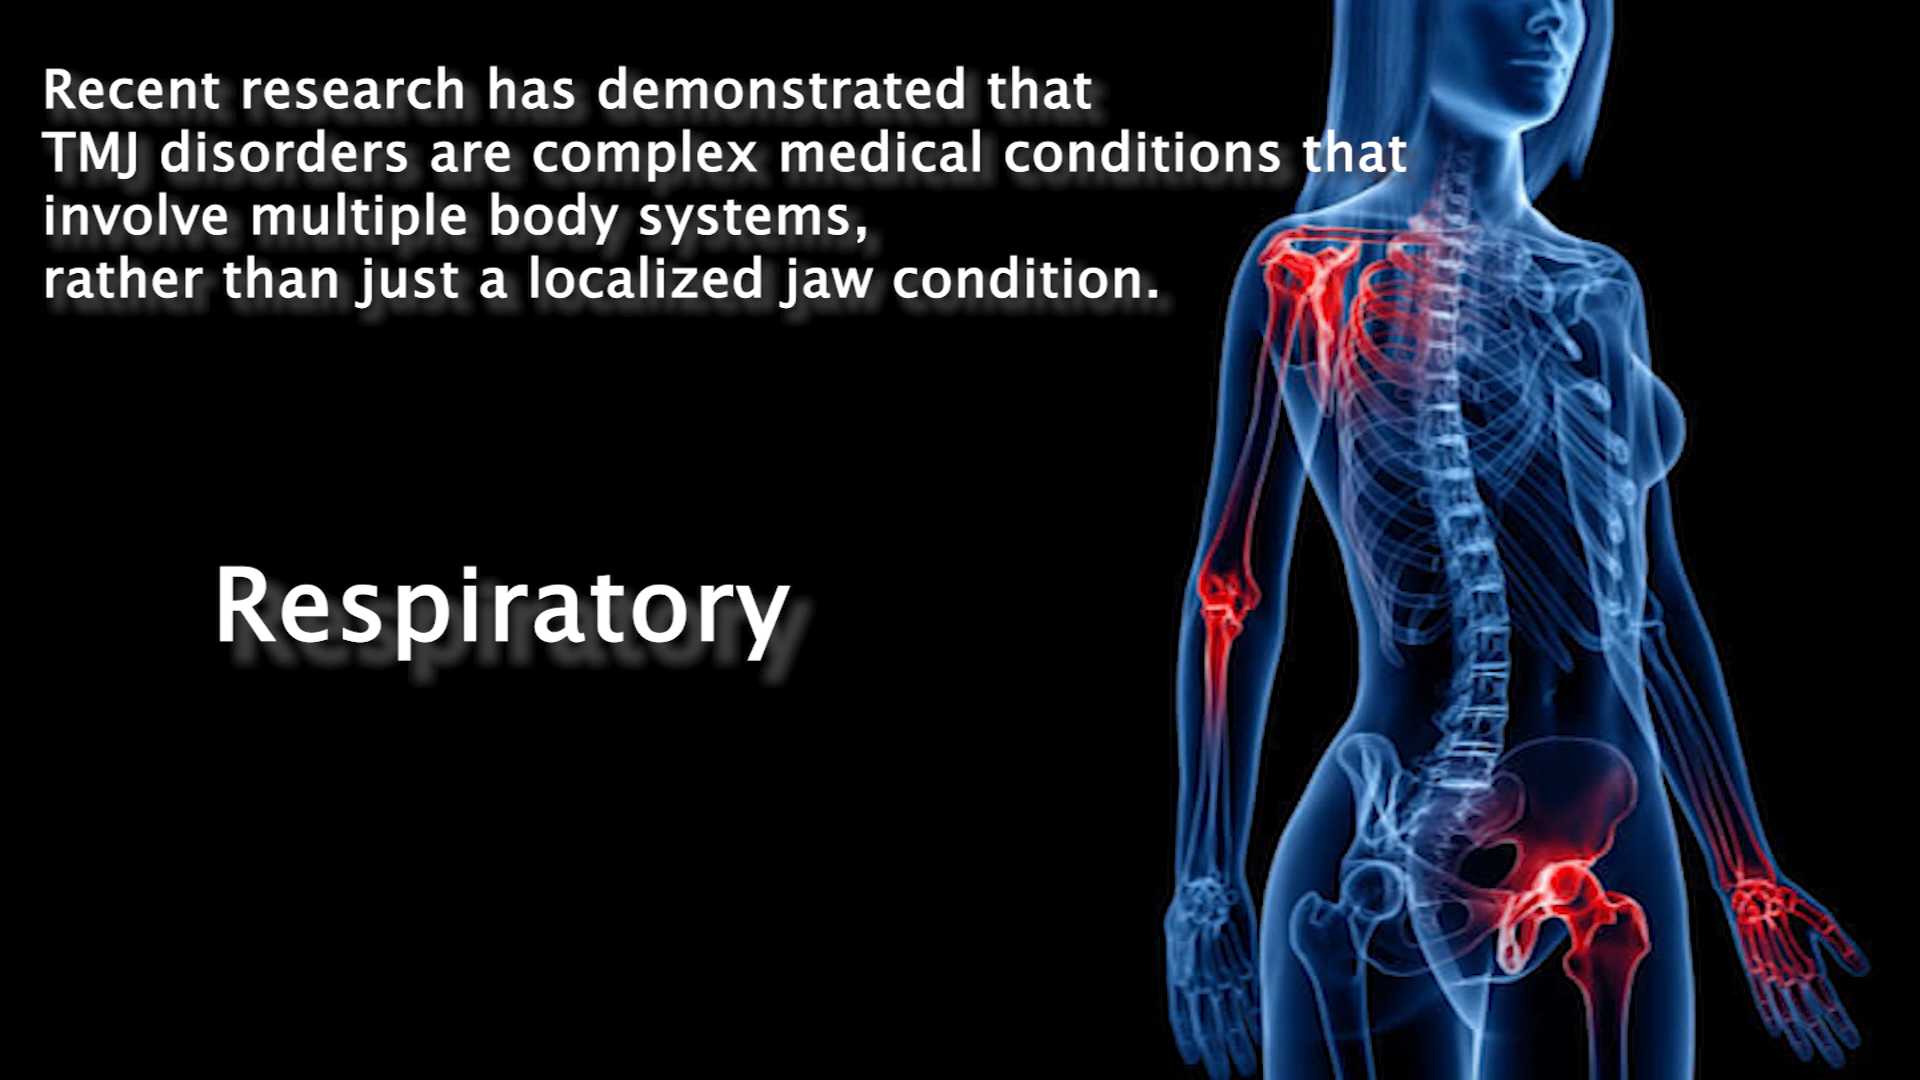 Recent research has demonstrated that
TMJ disorders are complex medical conditions that
involve multiple body systems,
rather than just a localized jaw condition.
Respiratory